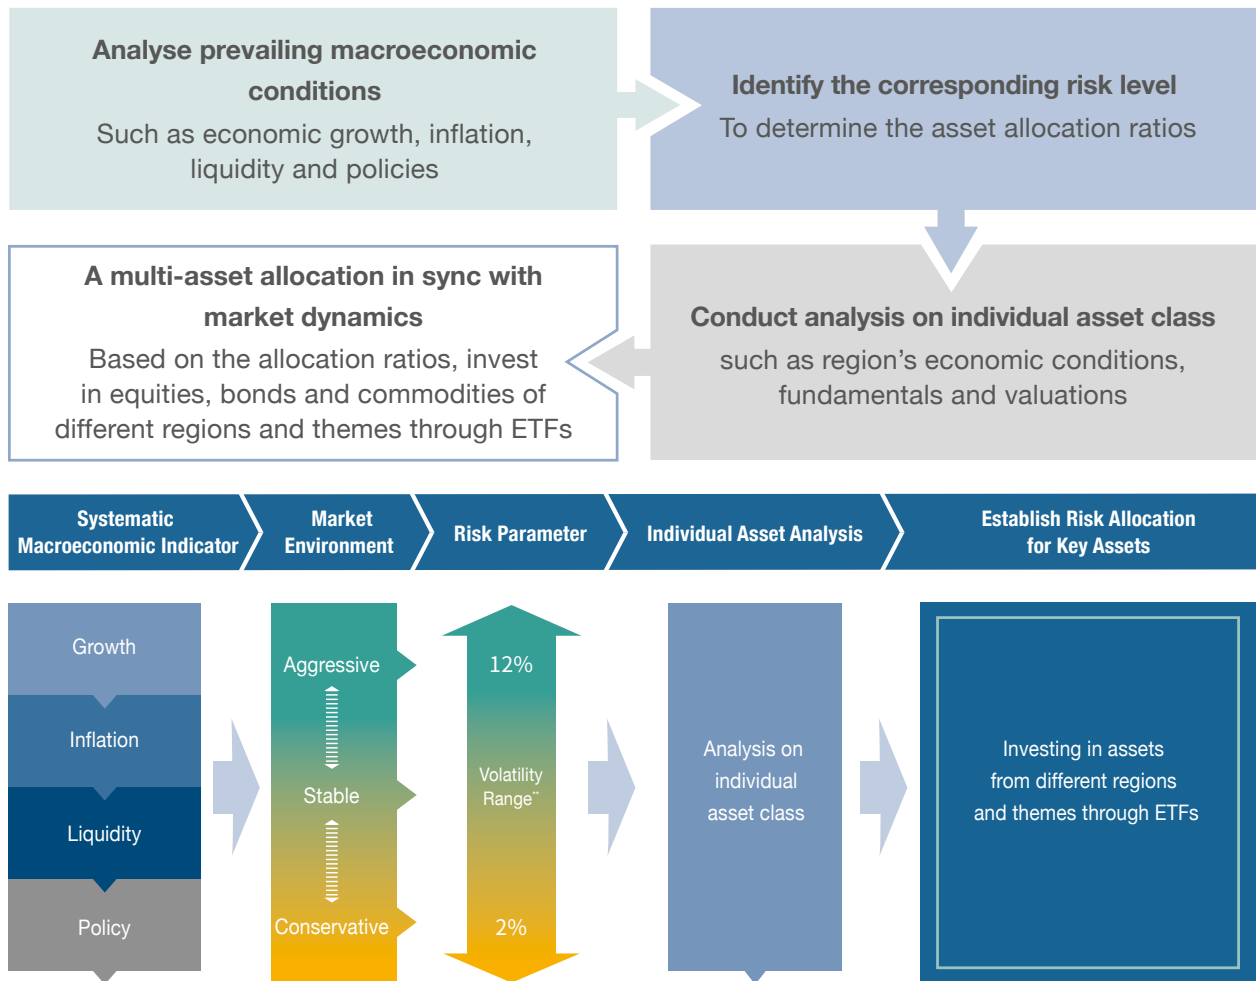 Analyse prevailing macroeconomic
conditions
Such as economic growth, inflation,
liquidity and policies
Identify the corresponding risk level
To determine the asset allocation ratios
A multi-asset allocation in sync with
market dynamics
Based on the allocation ratios, invest
in equities, bonds and commodities of
different regions and themes through ETFs
Conduct analysis on individual asset class
such as region’s economic conditions,
fundamentals and valuations
Systematic
Macroeconomic Indicator
Market
Environment
Risk Parameter
Individual Asset Analysis
Establish Risk Allocation
for Key Assets
Growth
Inflation
Liquidity
Policy
Aggressive
Stable
Conservative
12%
Volatility
Range¨
2%
Analysis on
individual
asset class
Investing in assets
from different regions
and themes through ETFs